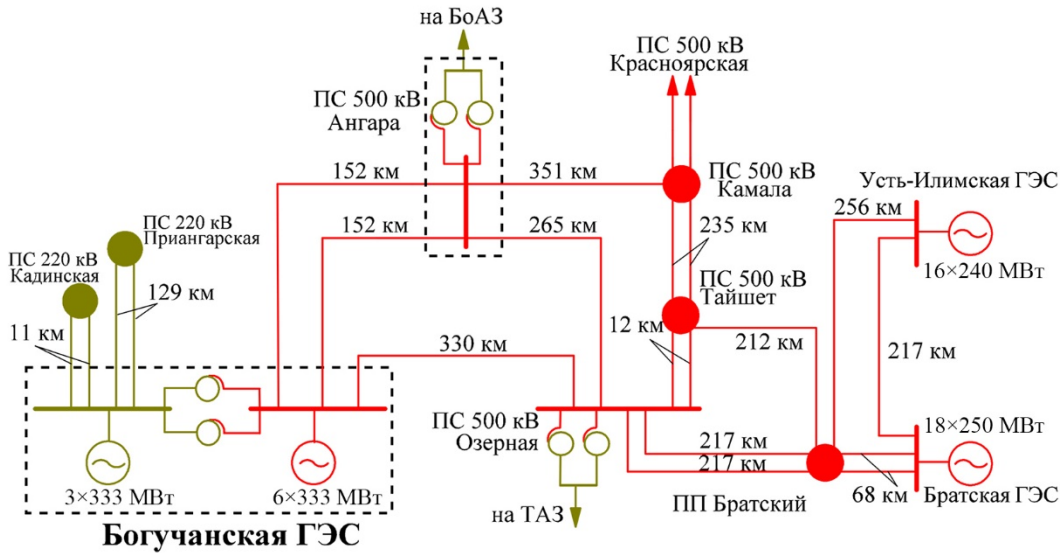 на БоАЗ
ПС 500 кВ
Красноярская
ПС 500 кВ
Ангара
152 км
351 км
ПС 500 кВ
Камала
Усть-Илимская ГЭС
256 км
ПС 220 кВ
Приангарская
152 км
265 км
235 км
16×240 МВт
ПС 220 кВ
Кадинская
129 км
ПС 500 кВ
Тайшет
11 км
12 км
212 км
330 км
217 км
ПС 500 кВ
Озерная
18×250 МВт
217 км
217 км
3×333 МВт
6×333 МВт
68 км
Братская ГЭС
на ТАЗ
ПП Братский
Богучанская ГЭС